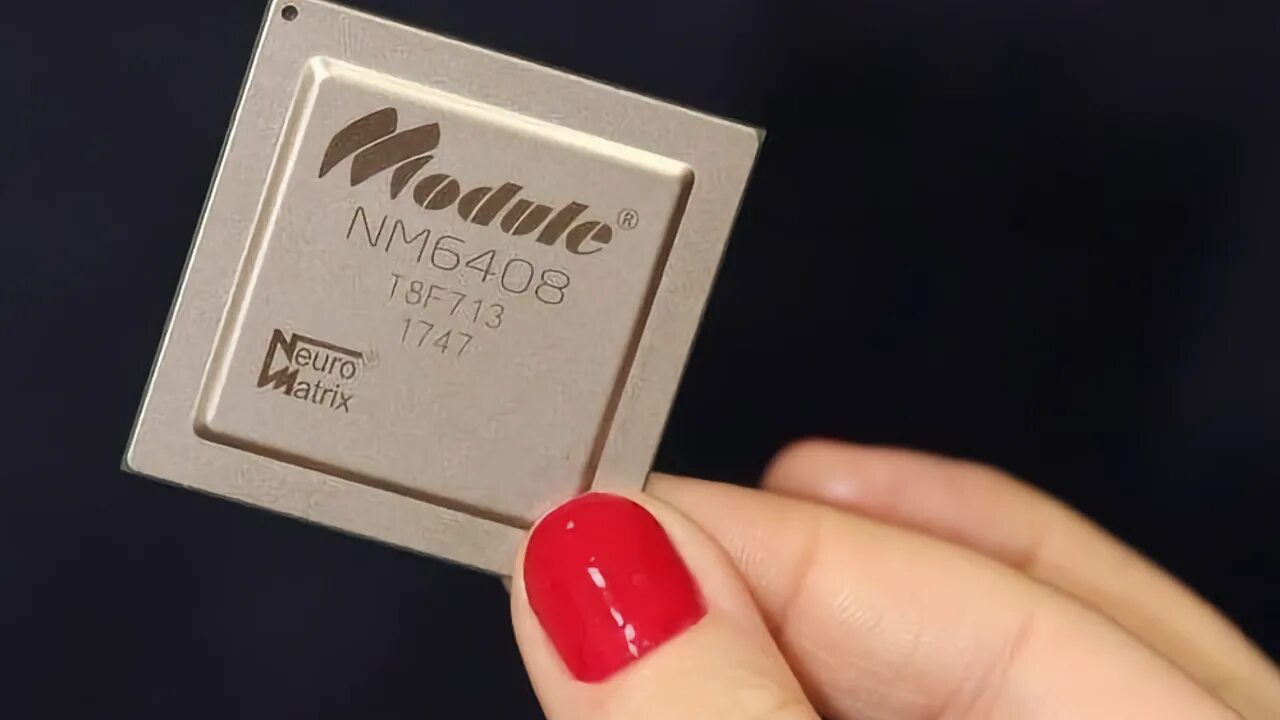 Module®
NM6408
T8F713
1747
Neuro
Matrix